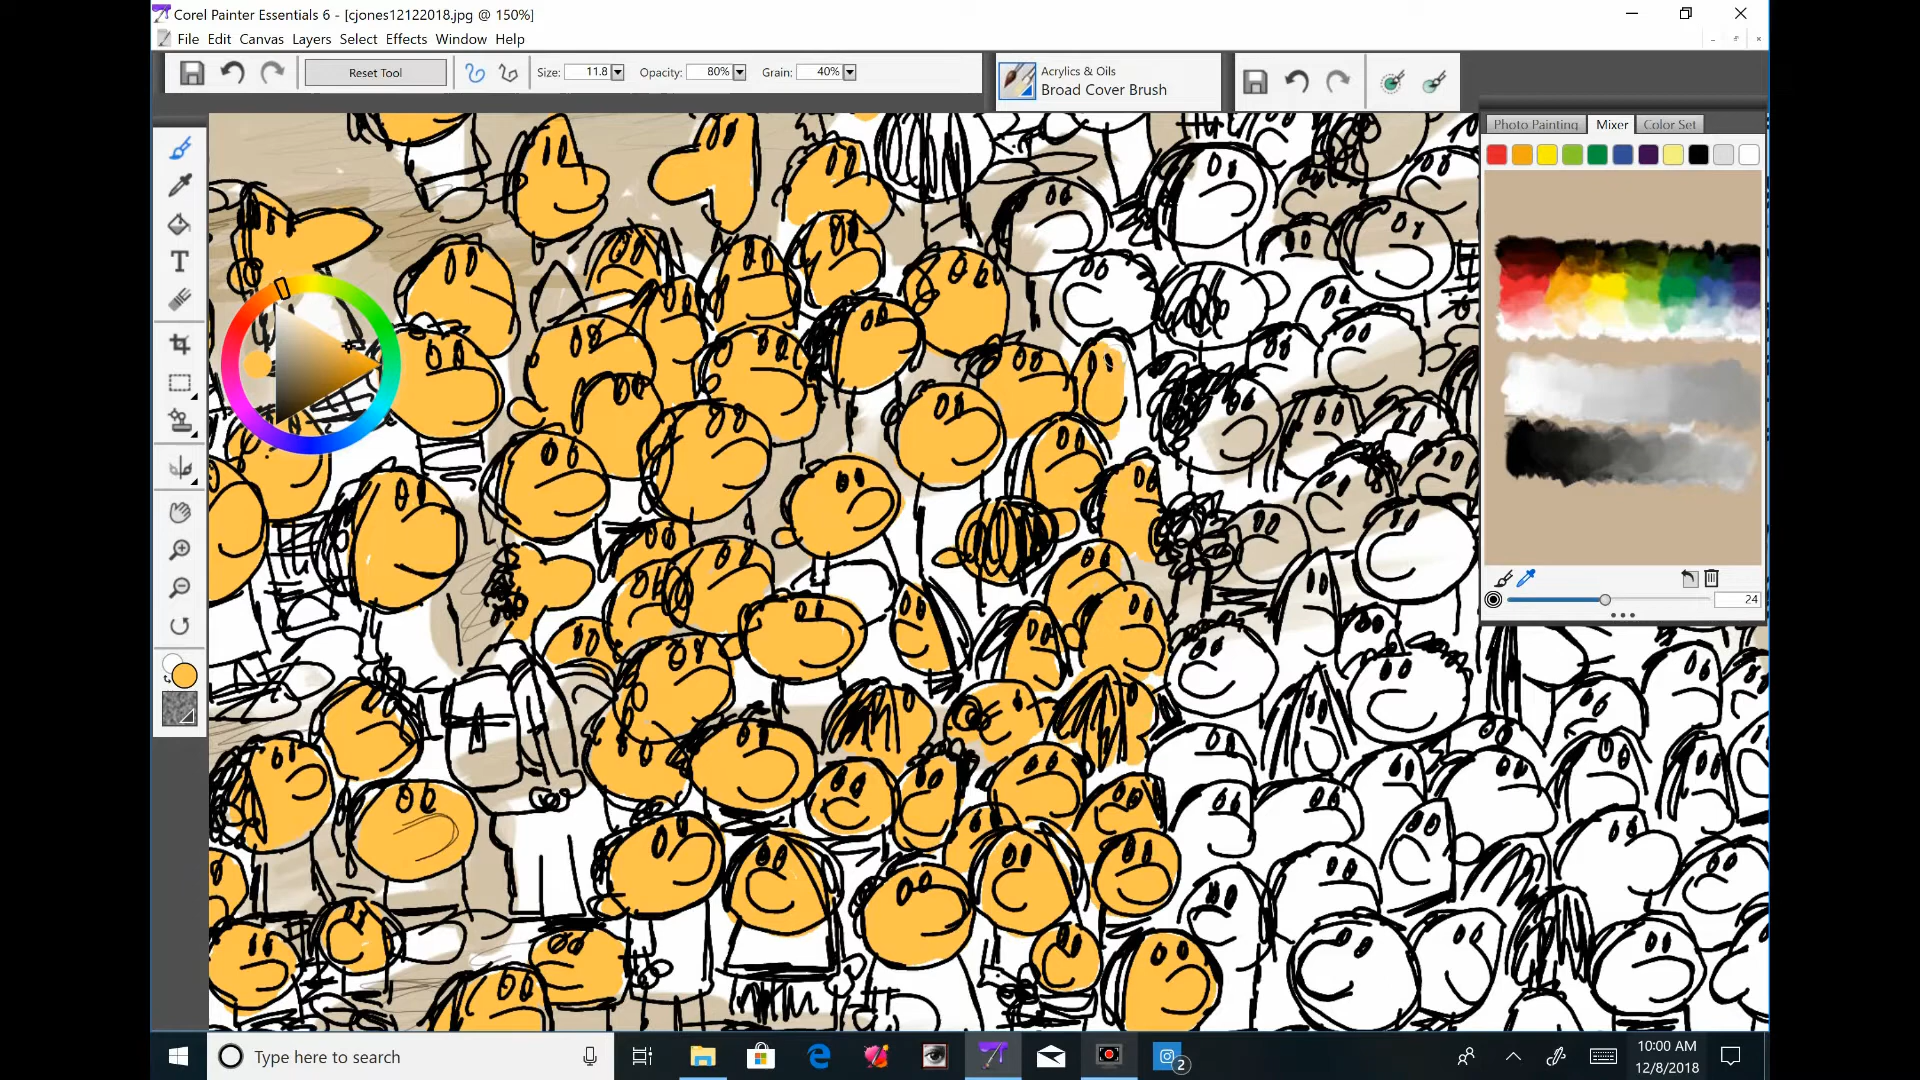 Corel Painter Essentials 6 - [cjones12122018.jpg @ 150%]
File Edit Canvas Layers Select Effects Window Help
Reset Tool Size: 11.8 Opacity: 80% Grain: 40%
Acrylics & Oils
Broad Cover Brush
Photo Painting Mixer Color Set
24
Type here to search
2
10:00 AM
12/8/2018